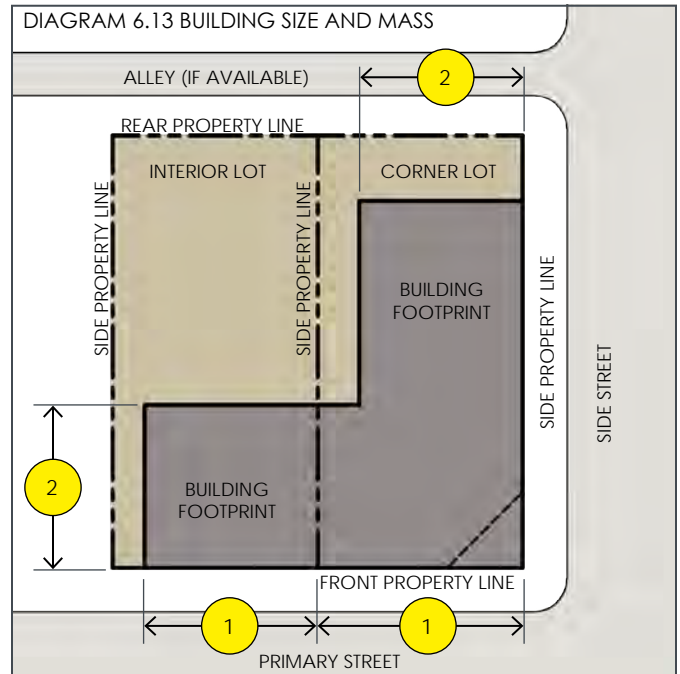 DIAGRAM 6.13 BUILDING SIZE AND MASS
ALLEY (IF AVAILABLE)
2
REAR PROPERTY LINE
INTERIOR LOT
CORNER LOT
SIDE PROPERTY LINE
SIDE PROPERTY LINE
BUILDING
FOOTPRINT
SIDE PROPERTY LINE
SIDE STREET
2
BUILDING
FOOTPRINT
FRONT PROPERTY LINE
1
1
PRIMARY STREET